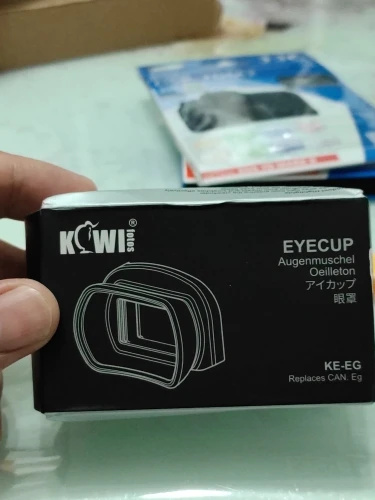 KIWI®
fotos
EYECUP
Augenmuschel
Oeilleton
アイカップ
眼罩
KE-EG
Replaces CAN. Eg